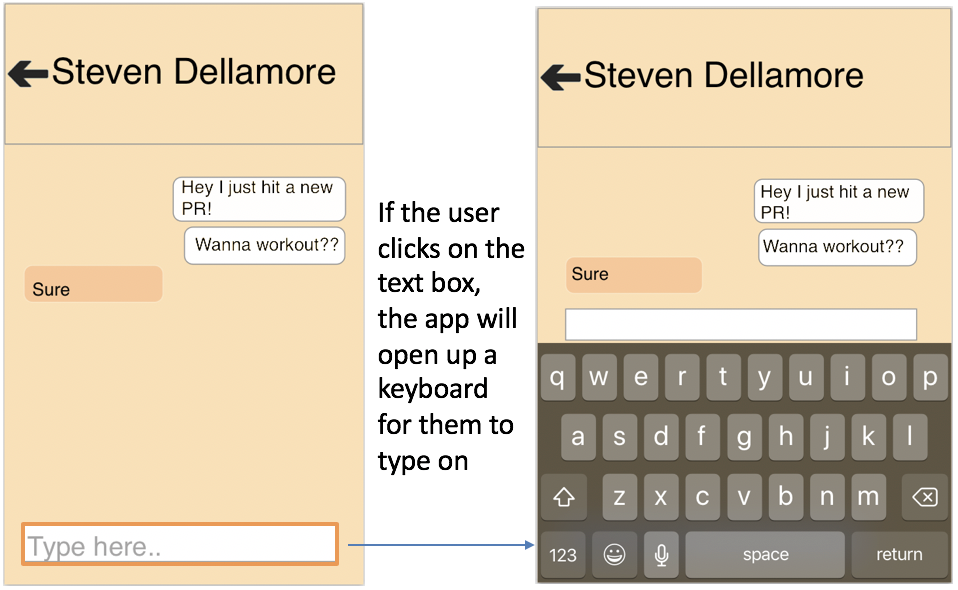 Steven Dellamore
Hey I just hit a new
PR!
Wanna workout??
Sure
Type here..
If the user
clicks on the
text box,
the app will
open up a
keyboard
for them to
type on
Steven Dellamore
Hey I just hit a new
PR!
Wanna workout??
Sure
q w e r t y u i o p
a s d f g h j k l
z x c v b n m
123 space return